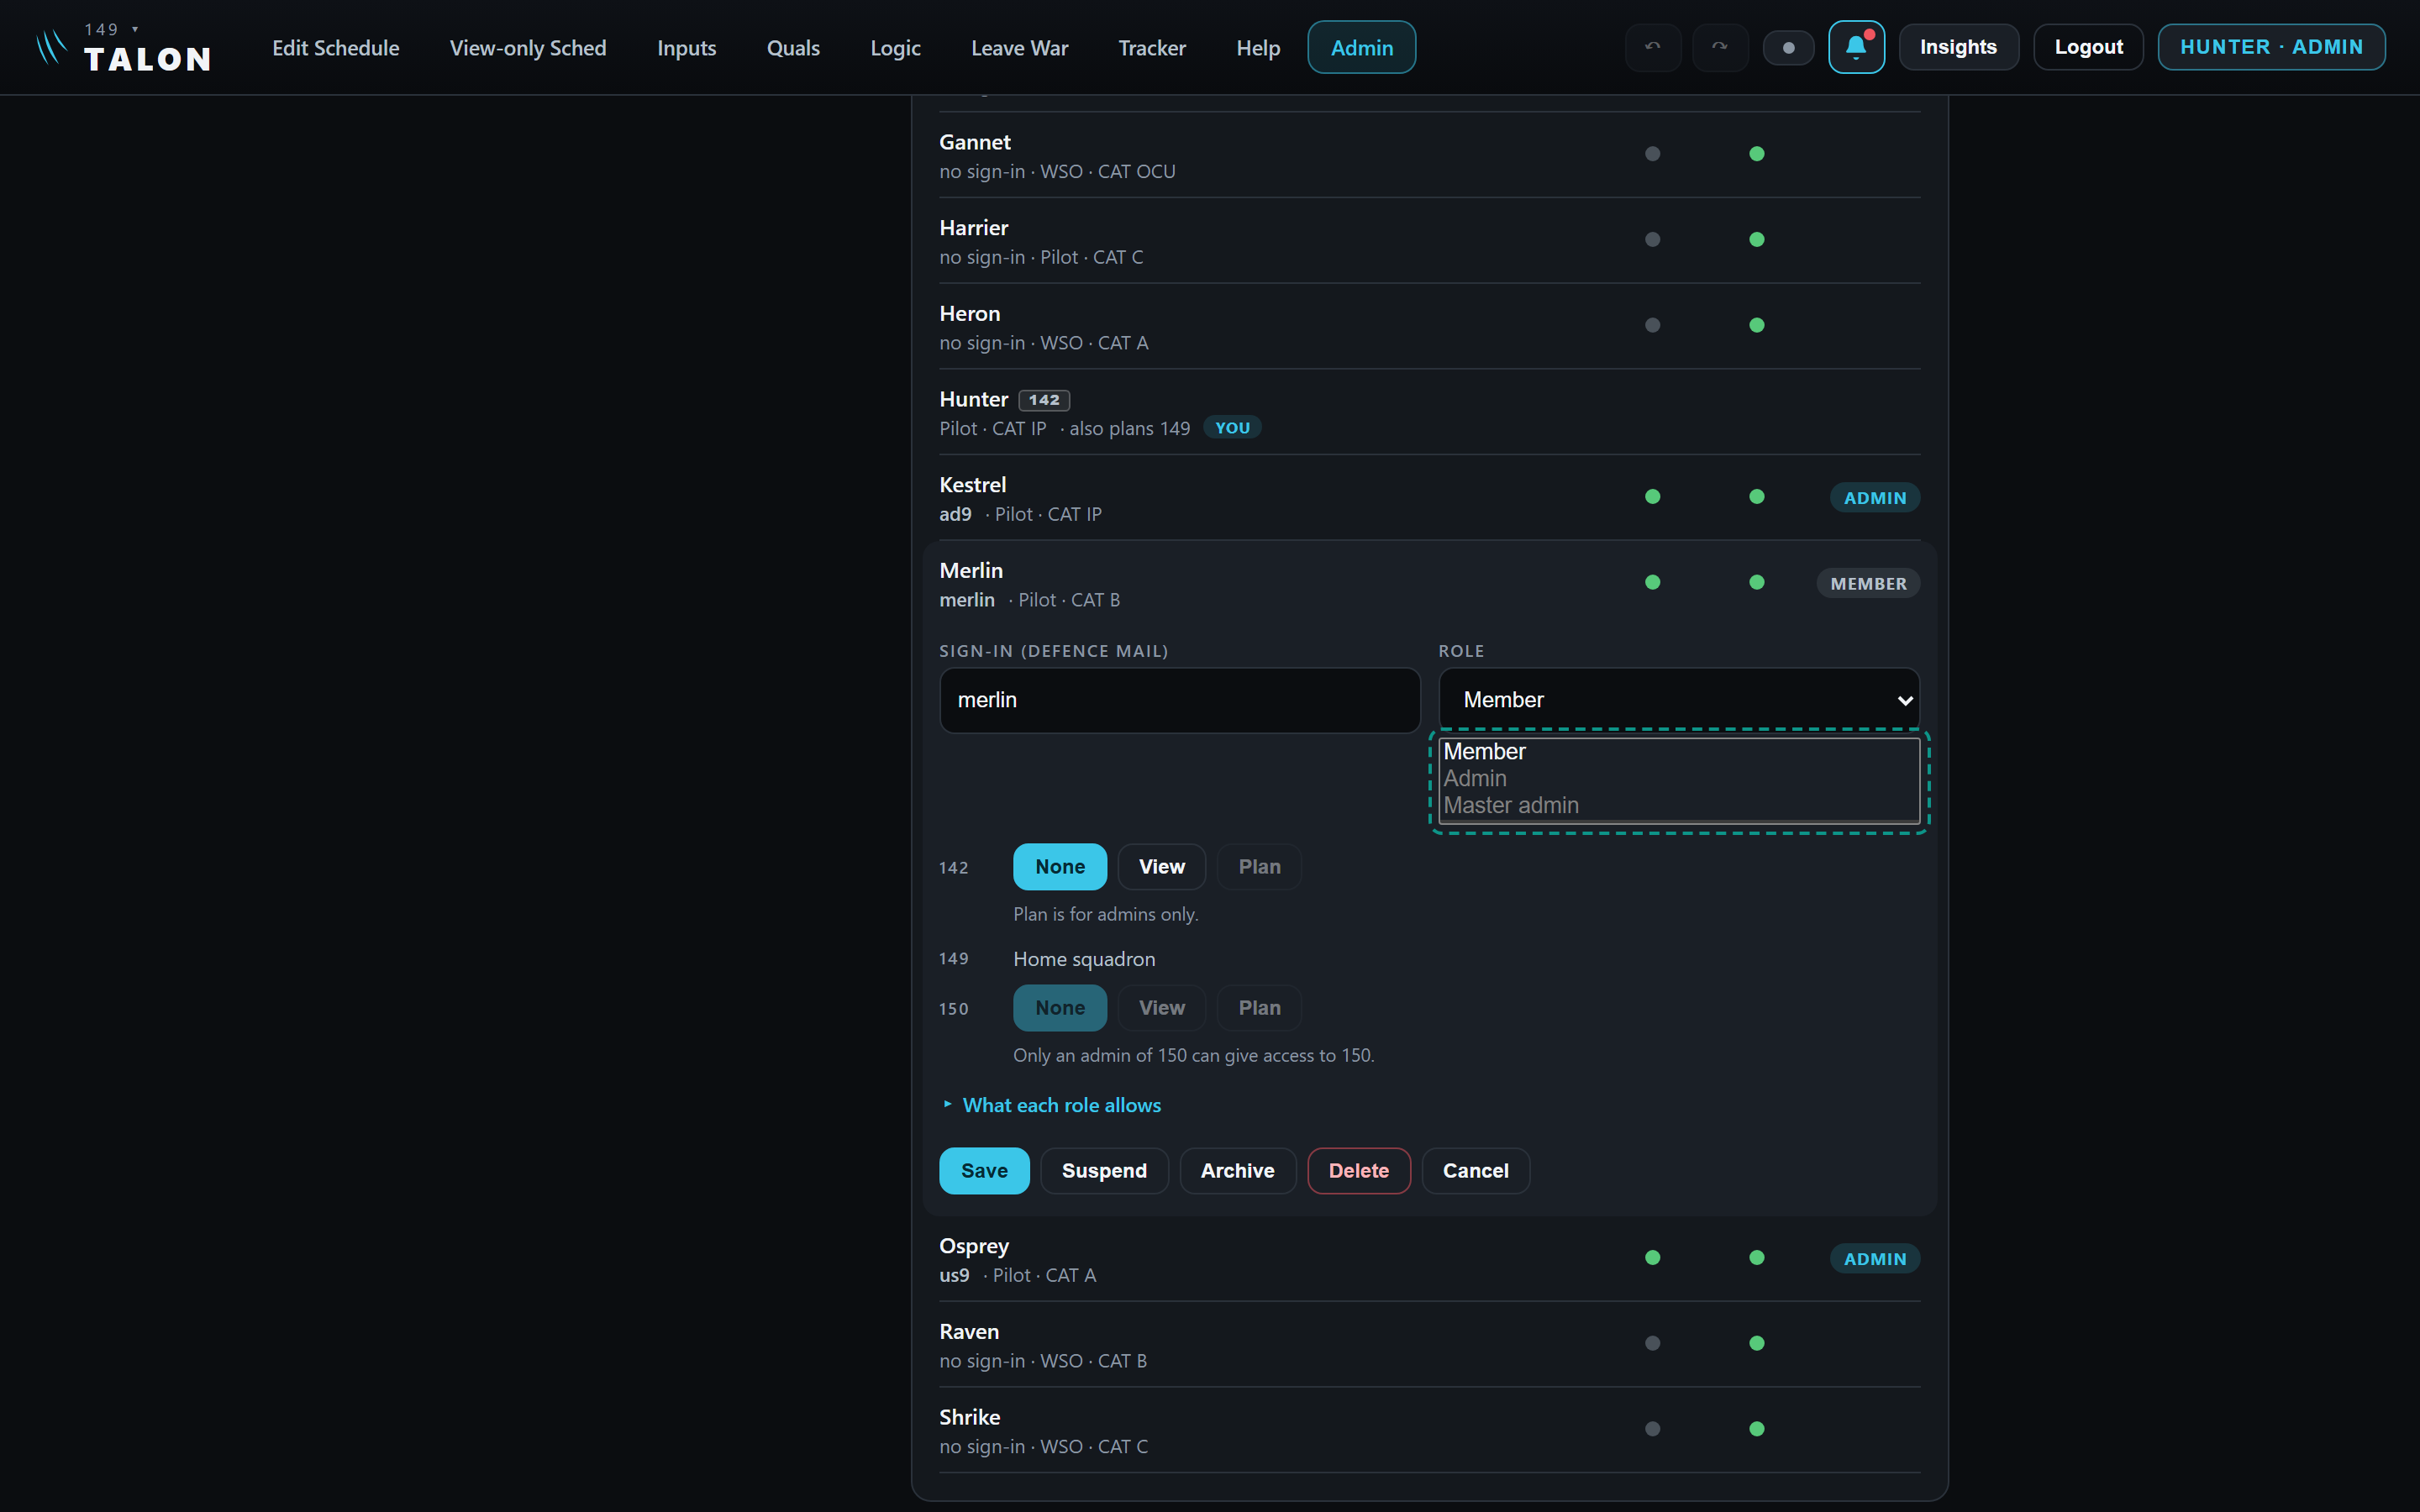 149 ▾
TALON
Edit Schedule
View-only Sched
Inputs
Quals
Logic
Leave War
Tracker
Help
Admin
Insights
Logout
HUNTER · ADMIN
Gannet
no sign-in · WSO · CAT OCU
Harrier
no sign-in · Pilot · CAT C
Heron
no sign-in · WSO · CAT A
Hunter 142
Pilot · CAT IP · also plans 149 YOU
Kestrel
ad9 · Pilot · CAT IP
ADMIN
Merlin
merlin · Pilot · CAT B
MEMBER
SIGN-IN (DEFENCE MAIL)
merlin
ROLE
Member
Member
Admin
Master admin
142 None View Plan
Plan is for admins only.
149 Home squadron
150 None View Plan
Only an admin of 150 can give access to 150.
▸ What each role allows
Save Suspend Archive Delete Cancel
Osprey
us9 · Pilot · CAT A
ADMIN
Raven
no sign-in · WSO · CAT B
Shrike
no sign-in · WSO · CAT C